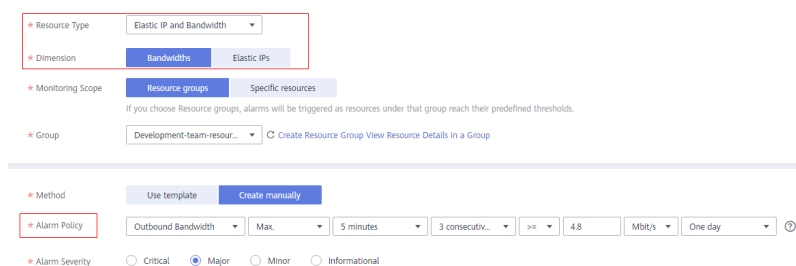 * Resource Type Elastic IP and Bandwidth
* Dimension Bandwidths Elastic IPs
* Monitoring Scope Resource groups Specific resources
If you choose Resource groups, alarms will be triggered as resources under that group reach their predefined thresholds.
* Group Development-team-resour... Create Resource Group View Resource Details in a Group
* Method Use template Create manually
* Alarm Policy Outbound Bandwidth Max. 5 minutes 3 consecutiv... >= 4.8 Mbit/s One day ?
* Alarm Severity Critical Major Minor Informational